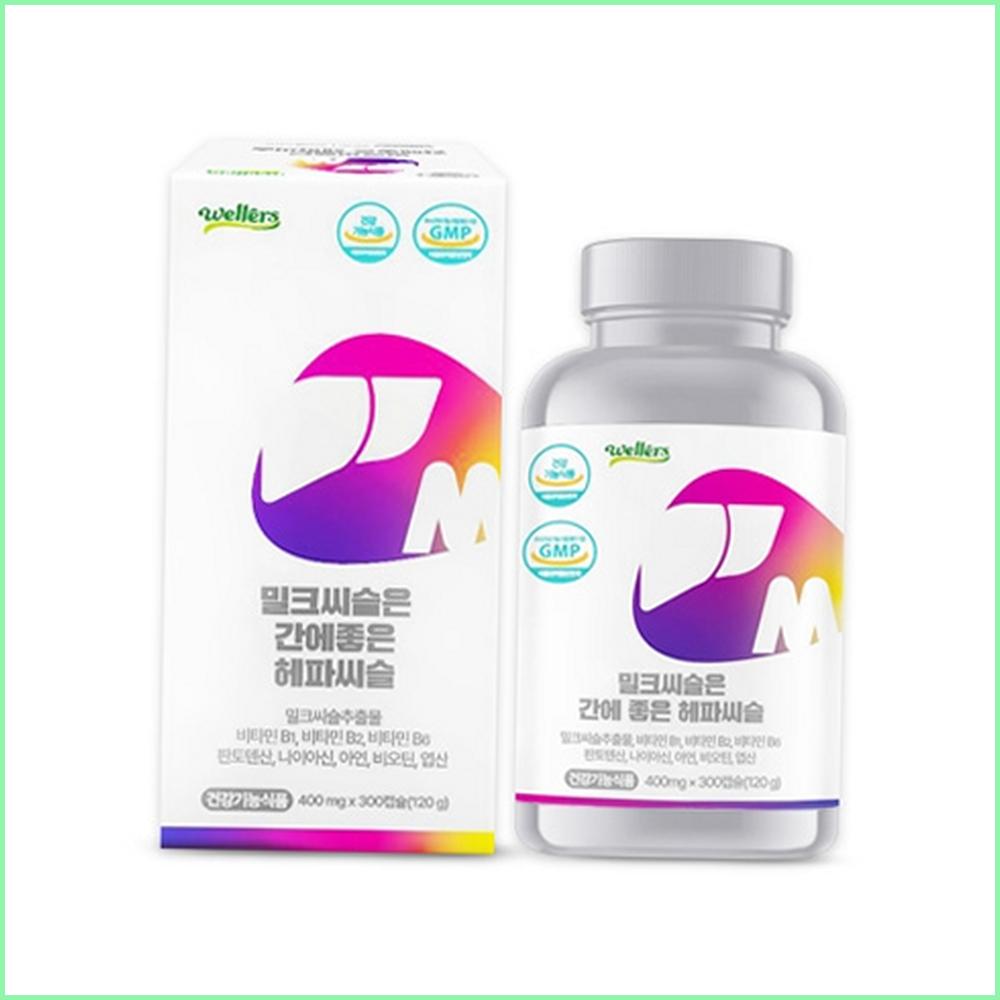 wellers
건강
기능식품
GMP
M
밀크씨슬은
간에좋은
헤파씨슬
밀크씨슬추출물
비타민 B1, 비타민 B2, 비타민 B6
판토텐산, 나이아신, 아연, 비오틴, 엽산
건강기능식품 400 mg x 300캡슐(120 g)
wellers
건강
기능식품
GMP
M
밀크씨슬은
간에 좋은 헤파씨슬
밀크씨슬추출물, 비타민 B1, 비타민 B2, 비타민 B6
판토텐산, 나이아신, 아연, 비오틴, 엽산
건강기능식품 400mg x 300캡슐(120 g)